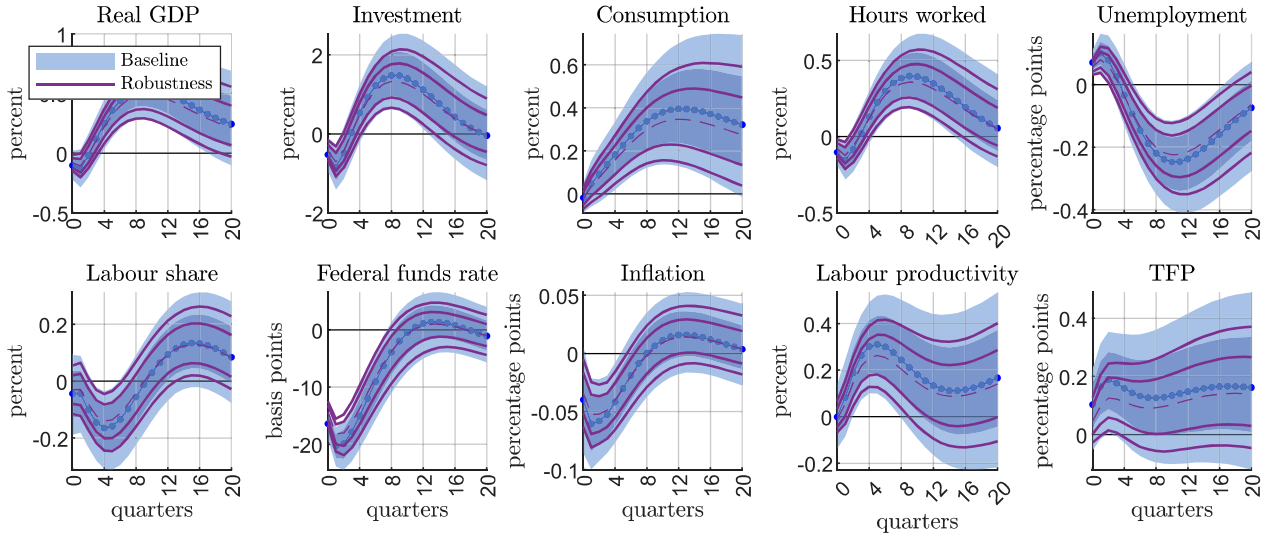 Real GDP
1
0
-0.5
percent
0 4 8 12 16 20
Baseline
Robustness
Investment
2
0
-2
percent
0 4 8 12 16 20
Consumption
0.6
0.4
0.2
0
percent
0 4 8 12 16 20
Hours worked
0.5
0
-0.5
percent
0 4 8 12 16 20
Unemployment
0
-0.2
-0.4
percentage points
0 4 8 12 16 20
Labour share
0.2
0
-0.2
percent
0 4 8 12 16 20
quarters
Federal funds rate
0
-10
-20
basis points
0 4 8 12 16 20
quarters
Inflation
0.05
0
-0.05
-0.1
percentage points
0 4 8 12 16 20
quarters
Labour productivity
0.4
0.2
0
-0.2
percent
0 4 8 12 16 20
quarters
TFP
0.4
0.2
0
percentage points
0 4 8 12 16 20
quarters